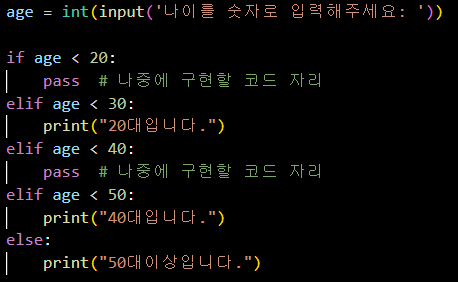 age = int(input('나이를 숫자로 입력해주세요: '))
if age < 20:
    pass  # 나중에 구현할 코드 자리
elif age < 30:
    print("20대입니다.")
elif age < 40:
    pass  # 나중에 구현할 코드 자리
elif age < 50:
    print("40대입니다.")
else:
    print("50대이상입니다.")